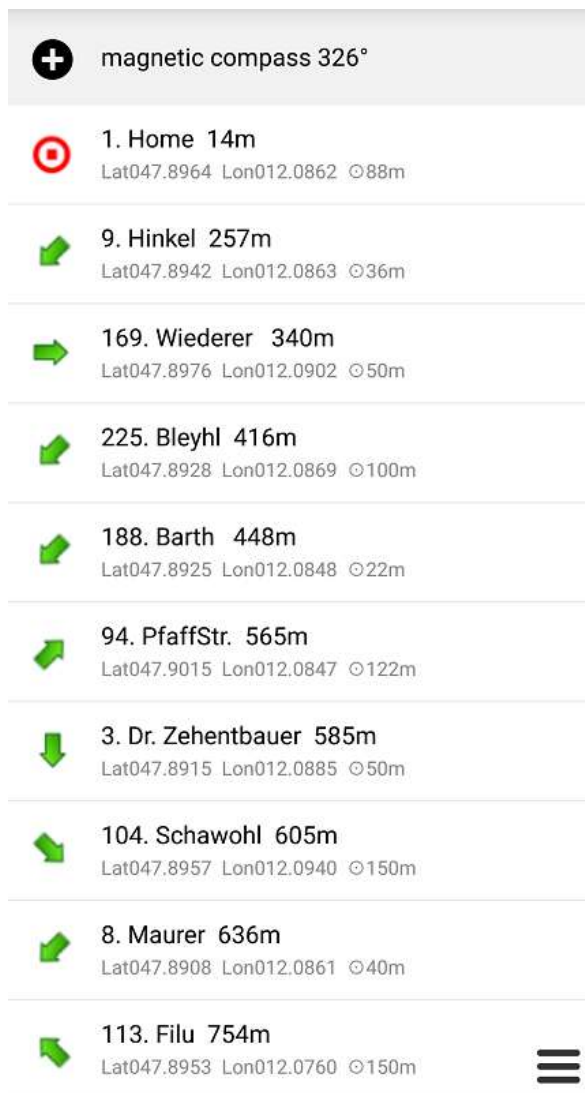 magnetic compass 326°
1. Home 14m
Lat047.8964 Lon012.0862 ⊙88m
9. Hinkel 257m
Lat047.8942 Lon012.0863 ⊙36m
169. Wiederer 340m
Lat047.8976 Lon012.0902 ⊙50m
225. Bleyhl 416m
Lat047.8928 Lon012.0869 ⊙100m
188. Barth 448m
Lat047.8925 Lon012.0848 ⊙22m
94. PfaffStr. 565m
Lat047.9015 Lon012.0847 ⊙122m
3. Dr. Zehentbauer 585m
Lat047.8915 Lon012.0885 ⊙50m
104. Schawohl 605m
Lat047.8957 Lon012.0940 ⊙150m
8. Maurer 636m
Lat047.8908 Lon012.0861 ⊙40m
113. Filu 754m
Lat047.8953 Lon012.0760 ⊙150m